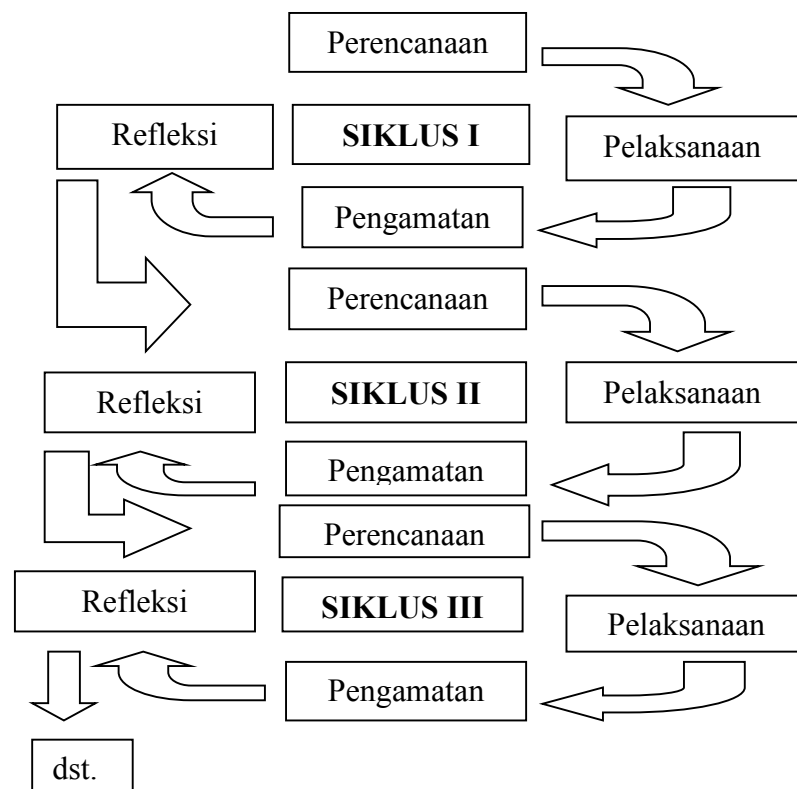 Perencanaan
Refleksi
SIKLUS I
Pelaksanaan
Pengamatan
Perencanaan
Refleksi
SIKLUS II
Pelaksanaan
Pengamatan
Perencanaan
Refleksi
SIKLUS III
Pelaksanaan
Pengamatan
dst.